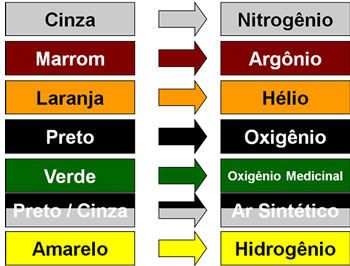 Cinza Nitrogênio
Marrom Argônio
Laranja Hélio
Preto Oxigênio
Verde Oxigênio Medicinal
Preto / Cinza Ar Sintético
Amarelo Hidrogênio